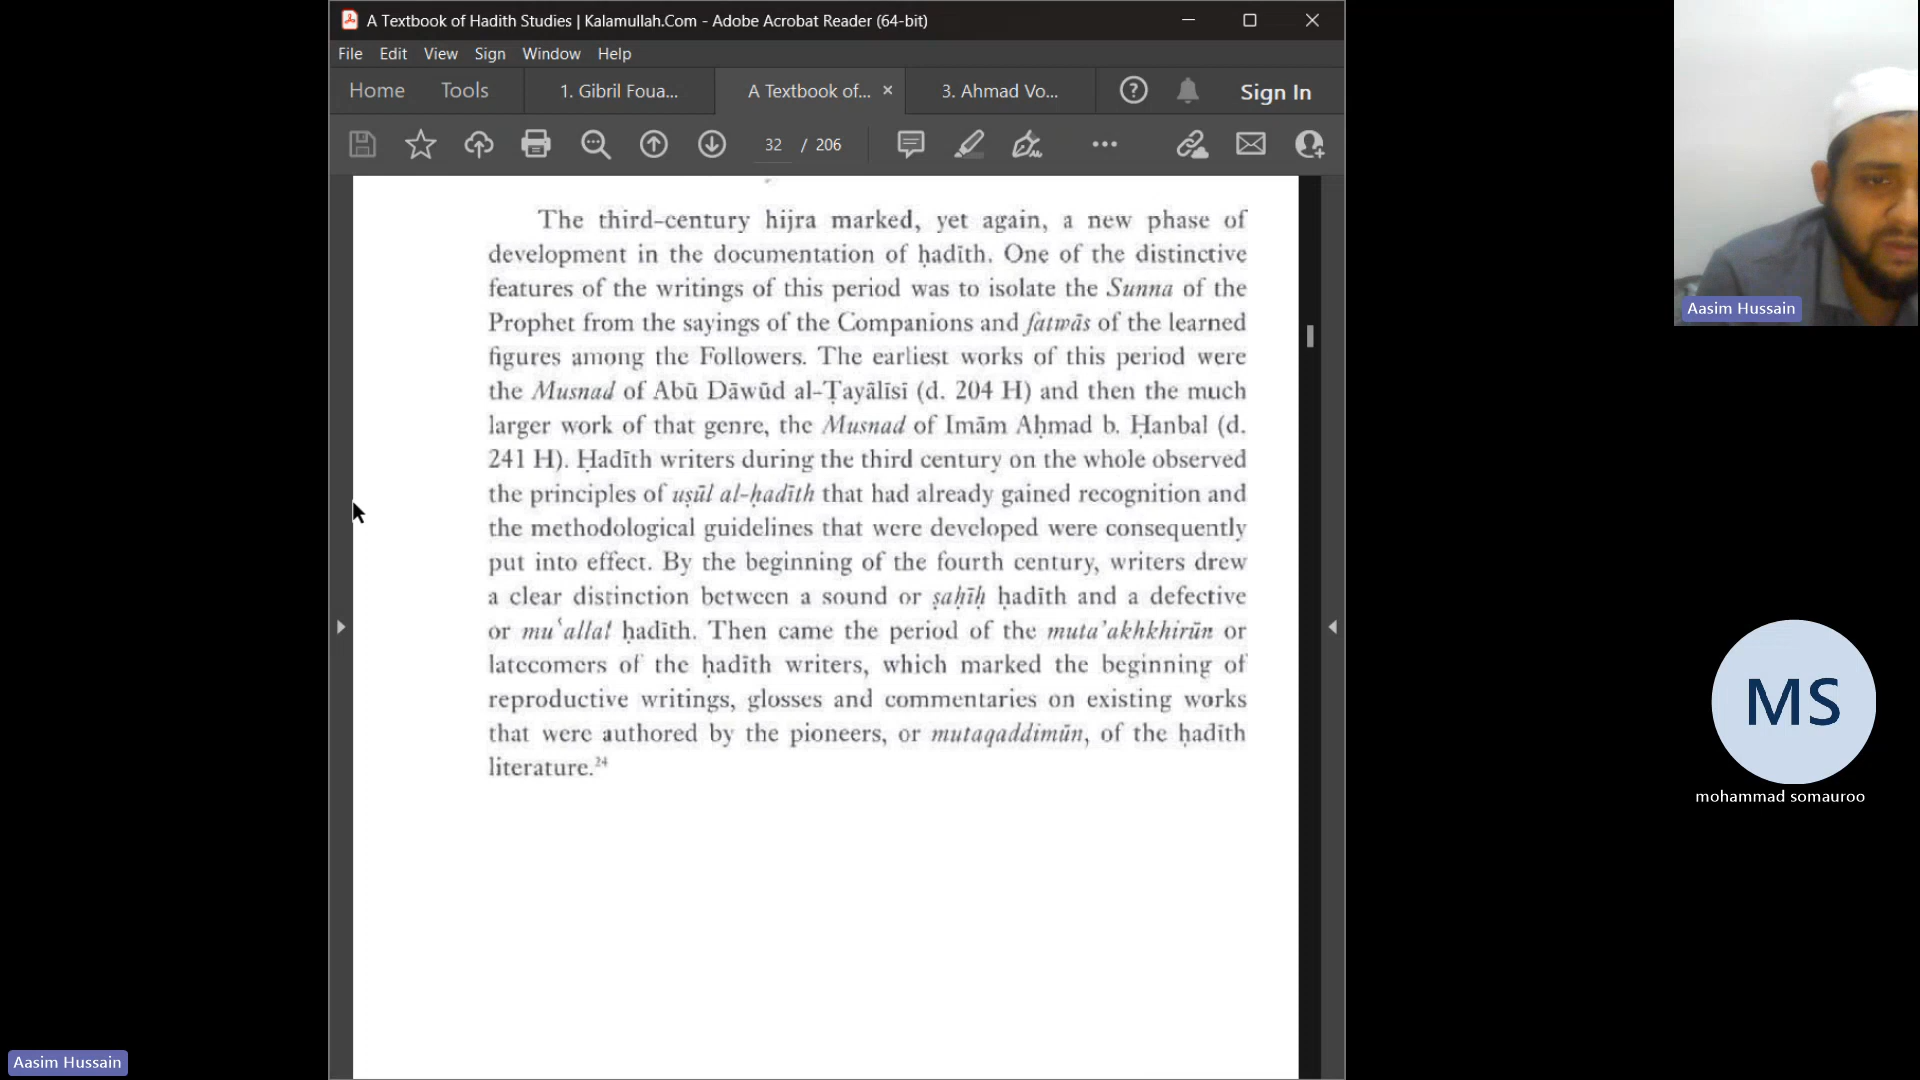 A Textbook of Hadith Studies | Kalamullah.Com - Adobe Acrobat Reader (64-bit)
File Edit View Sign Window Help
Home Tools 1. Gibril Foua... A Textbook of... × 3. Ahmad Vo... Sign In
32 / 206
The third-century hijra marked, yet again, a new phase of
development in the documentation of ḥadīth. One of the distinctive
features of the writings of this period was to isolate the Sunna of the
Prophet from the sayings of the Companions and fatwās of the learned
figures among the Followers. The earliest works of this period were
the Musnad of Abū Dāwūd al-Ṭayālisī (d. 204 H) and then the much
larger work of that genre, the Musnad of Imām Aḥmad b. Ḥanbal (d.
241 H). Ḥadīth writers during the third century on the whole observed
the principles of uṣūl al-ḥadīth that had already gained recognition and
the methodological guidelines that were developed were consequently
put into effect. By the beginning of the fourth century, writers drew
a clear distinction between a sound or ṣaḥīḥ ḥadīth and a defective
or muʿallal ḥadīth. Then came the period of the muta'akhkhirūn or
latecomers of the ḥadīth writers, which marked the beginning of
reproductive writings, glosses and commentaries on existing works
that were authored by the pioneers, or mutaqaddimūn, of the ḥadīth
literature.24
Aasim Hussain
MS
mohammad somauroo
Aasim Hussain